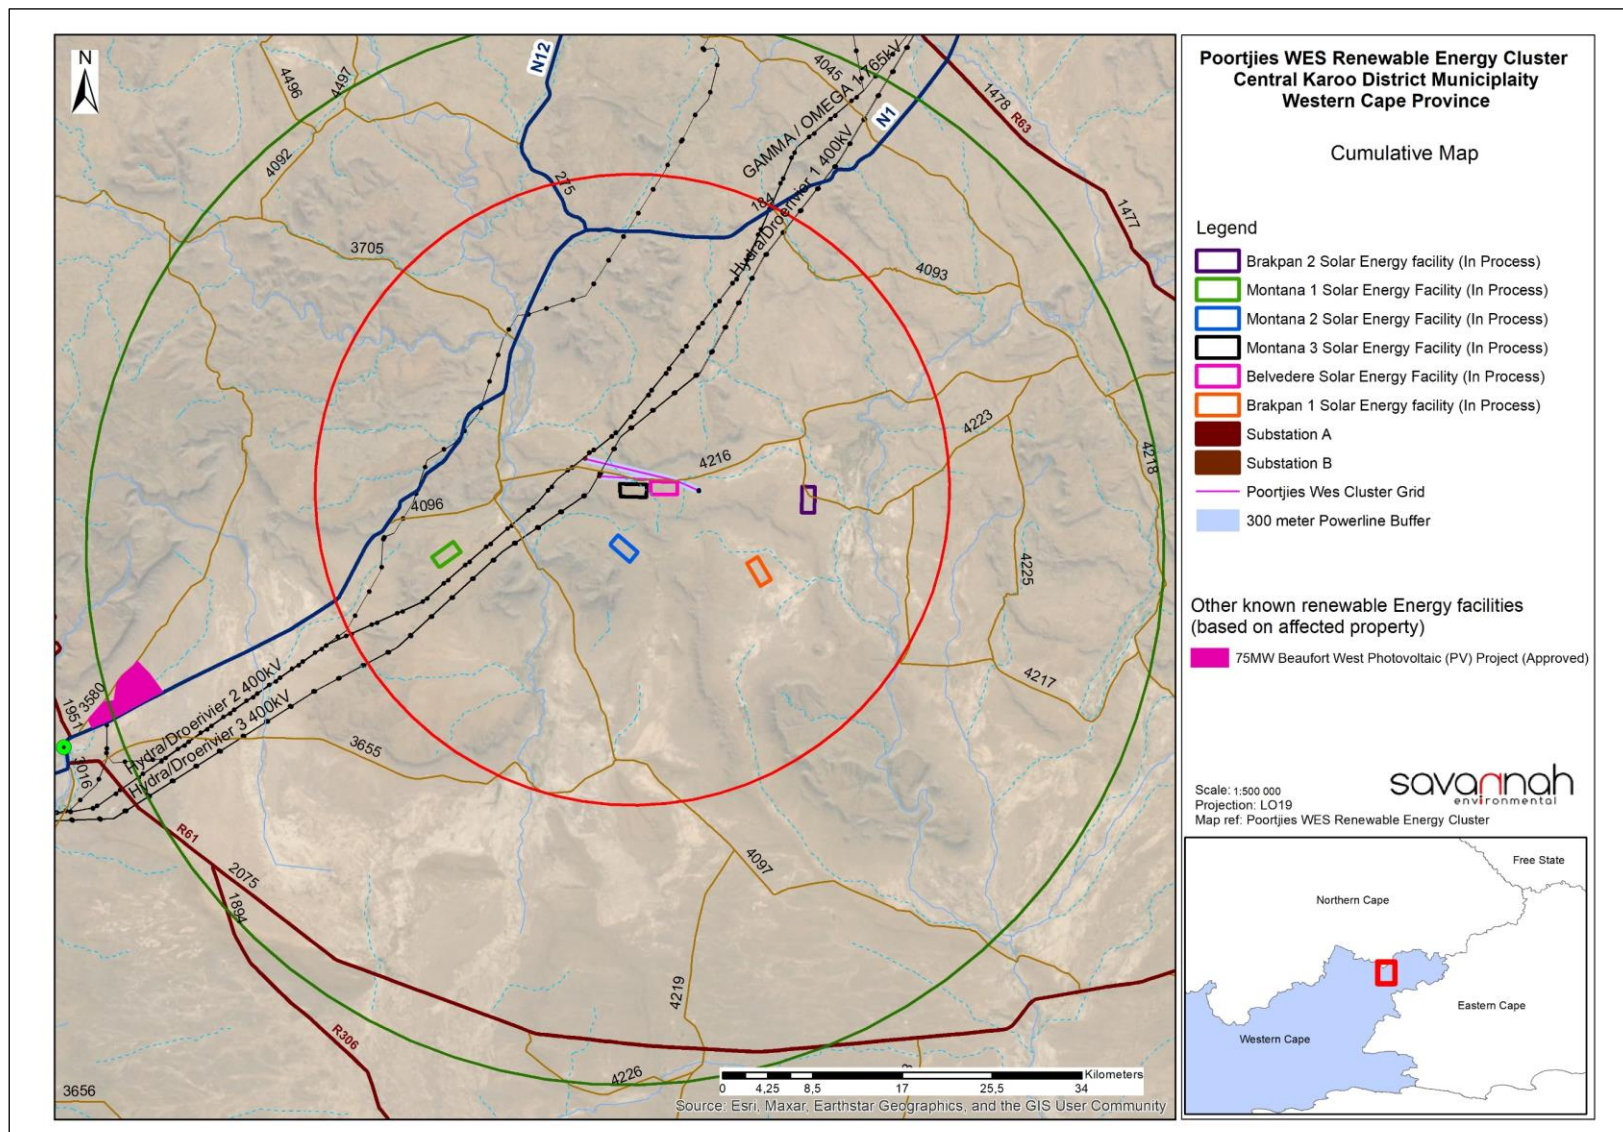 N
N12
4496
4497
4045
GAMMA / OMEGA 1 765kV
N1
1478
R63
4092
275
184
Hydra/Droerivier 1 400kV
1477
3705
4093
4223
4216
4218
4096
4225
4217
3580
1951
Hydra/Droerivier 2 400kV
Hydra/Droerivier 3 400kV
3655
3016
R61
2075
1894
4097
4219
R306
4226
3656
Kilometers
0 4,25 8,5 17 25,5 34
Source: Esri, Maxar, Earthstar Geographics, and the GIS User Community
Poortjies WES Renewable Energy Cluster
Central Karoo District Municiplaity
Western Cape Province
Cumulative Map
Legend
Brakpan 2 Solar Energy facility (In Process)
Montana 1 Solar Energy Facility (In Process)
Montana 2 Solar Energy Facility (In Process)
Montana 3 Solar Energy Facility (In Process)
Belvedere Solar Energy Facility (In Process)
Brakpan 1 Solar Energy facility (In Process)
Substation A
Substation B
Poortjies Wes Cluster Grid
300 meter Powerline Buffer
Other known renewable Energy facilities
(based on affected property)
75MW Beaufort West Photovoltaic (PV) Project (Approved)
Scale: 1:500 000
Projection: LO19
Map ref: Poortjies WES Renewable Energy Cluster
savannah
environmental
Free State
Northern Cape
Eastern Cape
Western Cape